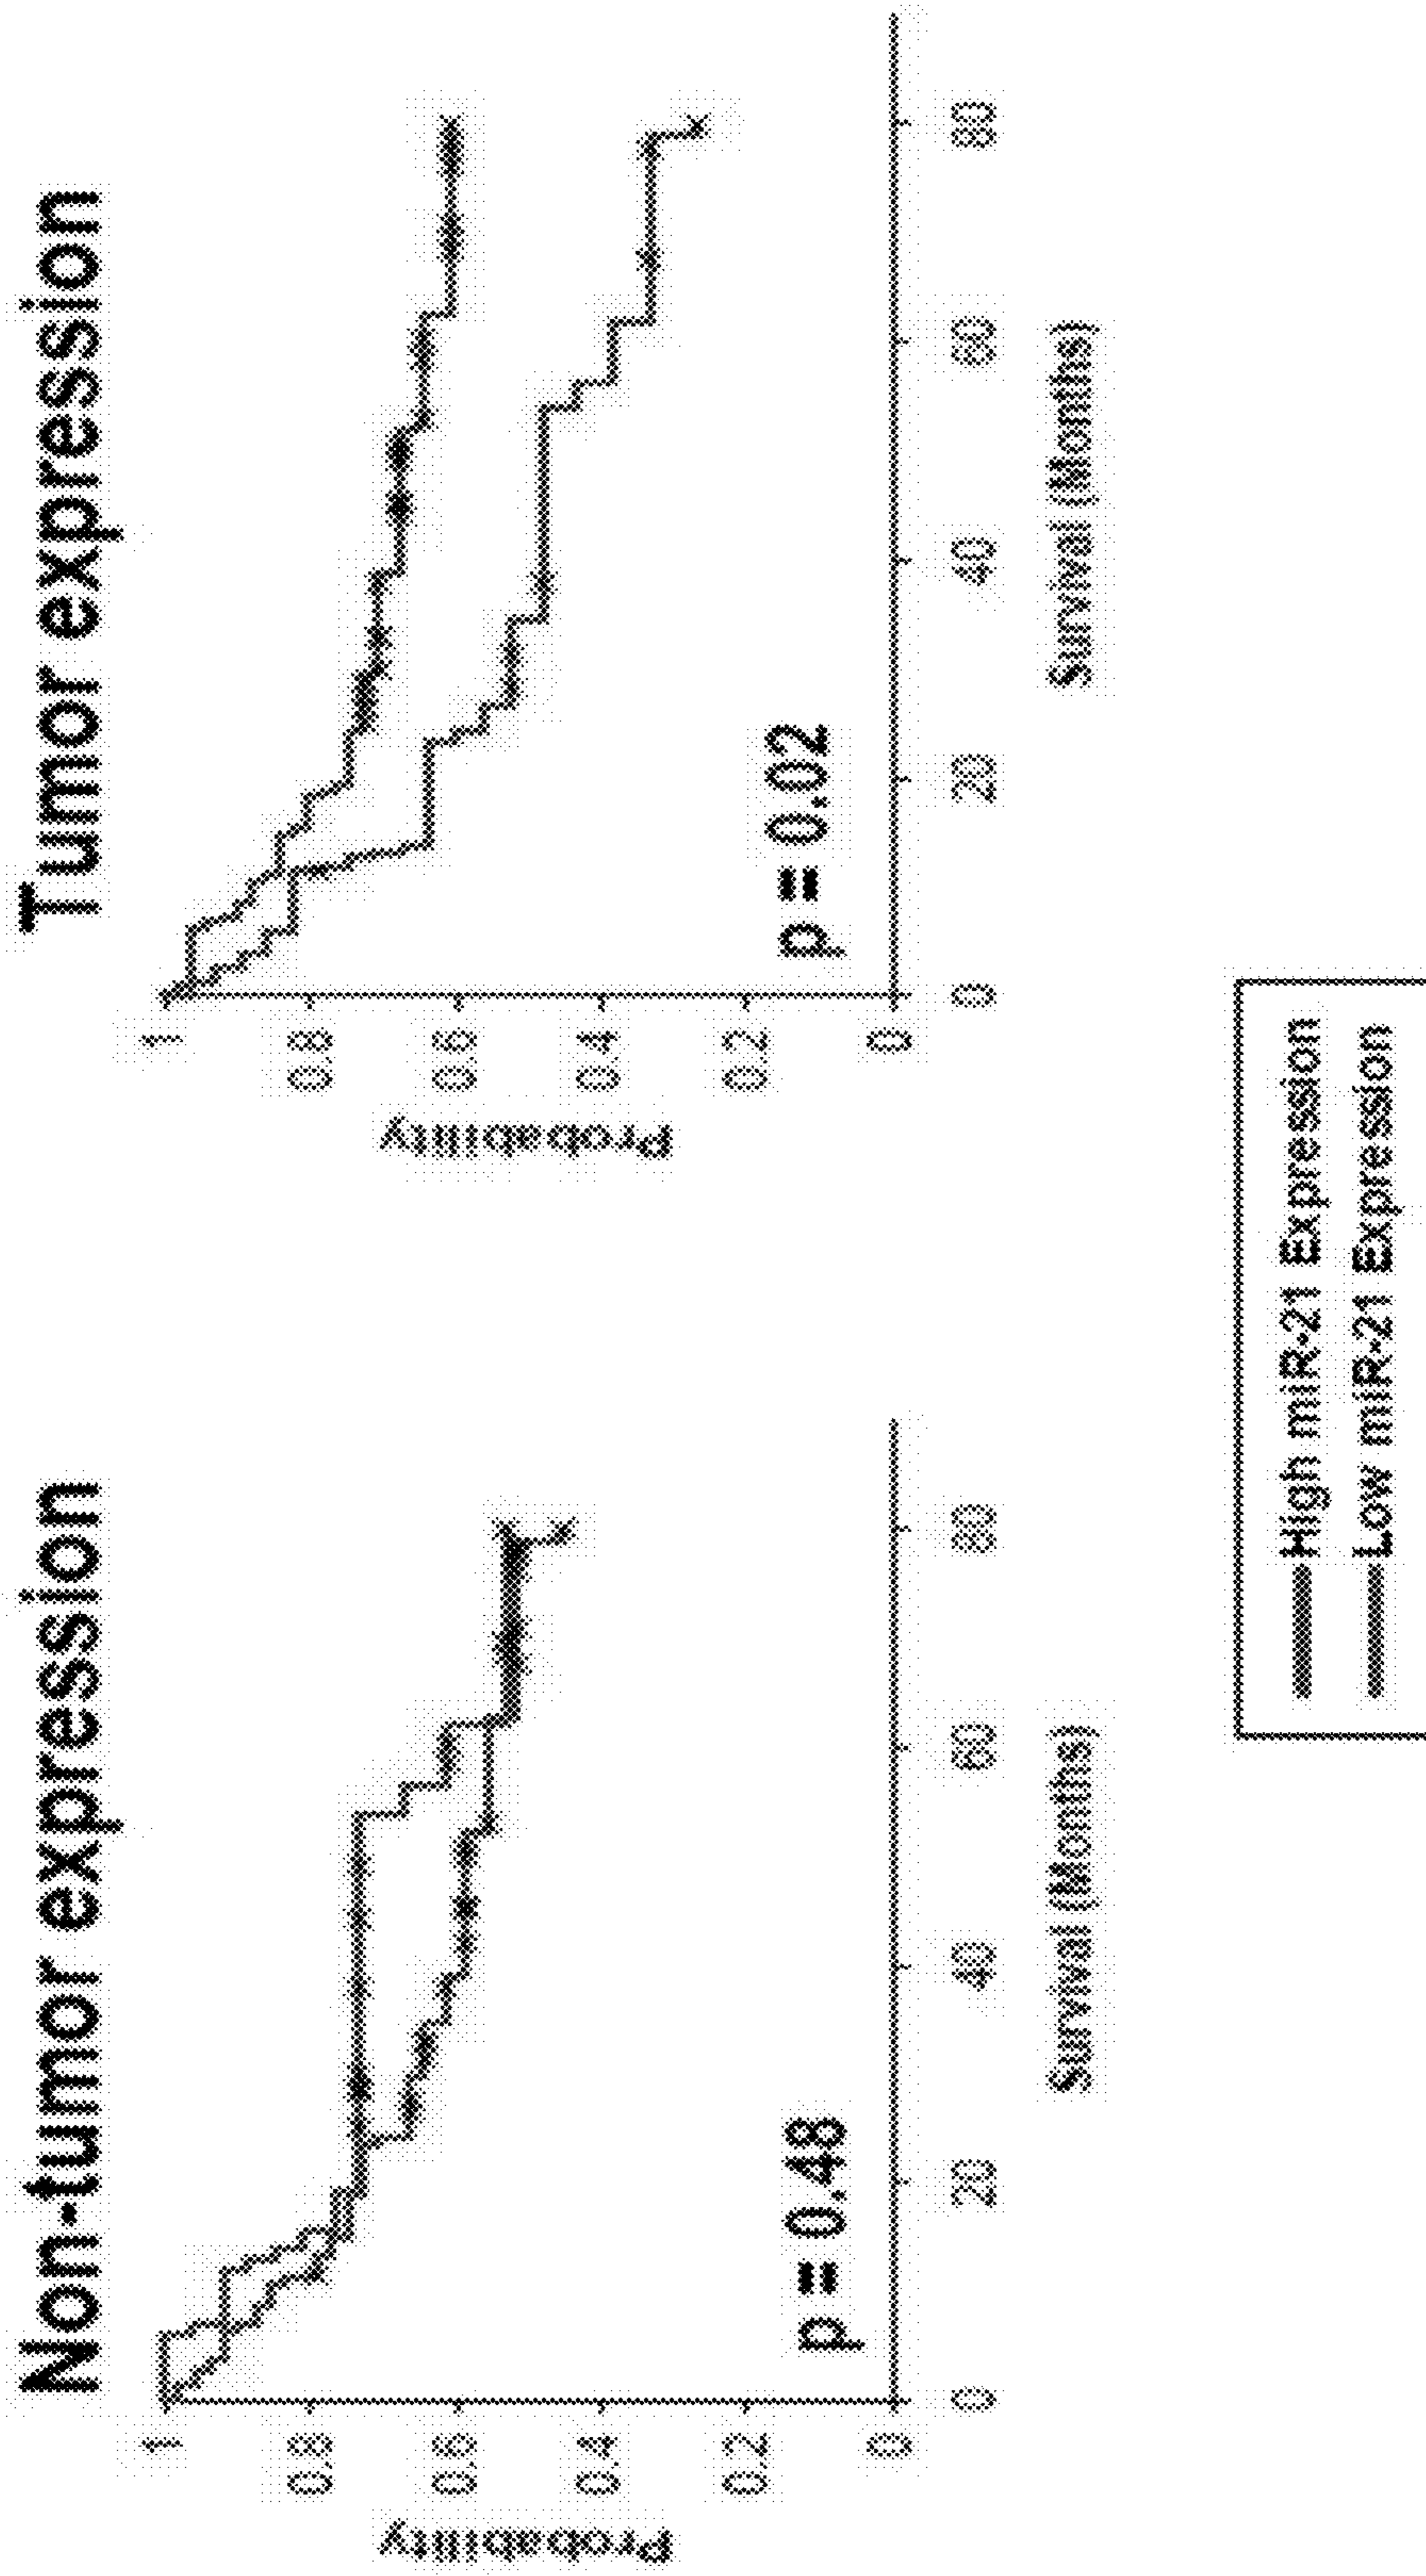 Non-tumor expression
Probability
1
0.8
0.6
0.4
0.2
0
p = 0.48
0
20
40
60
80
Survival (Months)
Tumor expression
Probability
1
0.8
0.6
0.4
0.2
0
p = 0.02
0
20
40
60
80
Survival (Months)
High miR-21 Expression
Low miR-21 Expression